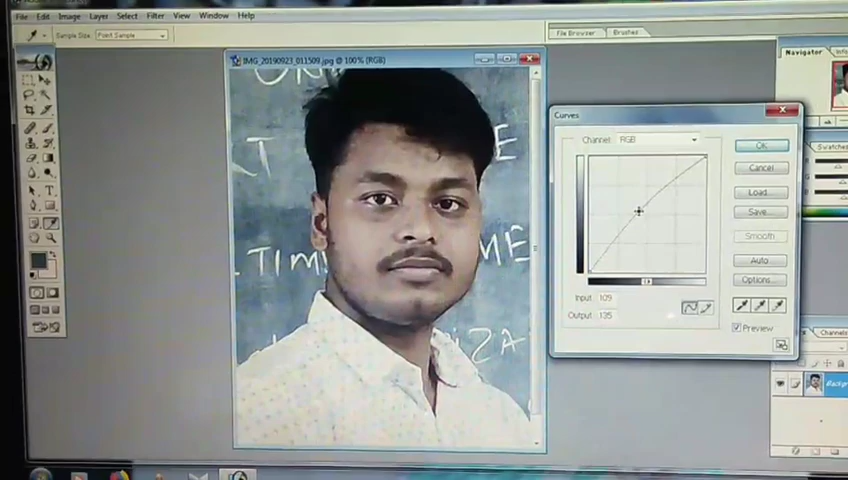 File Edit Image Layer Select Filter View Window Help
Sample Size: Point Sample
File Browser Brushes
IMG_20190923_011509.jpg @ 100% (RGB)
Navigator
Curves
Channel: RGB
OK
Cancel
Load...
Save...
Smooth
Auto
Options...
Input: 109
Output: 135
Preview
Swatches
Channels
T
TIM
ME
ZA